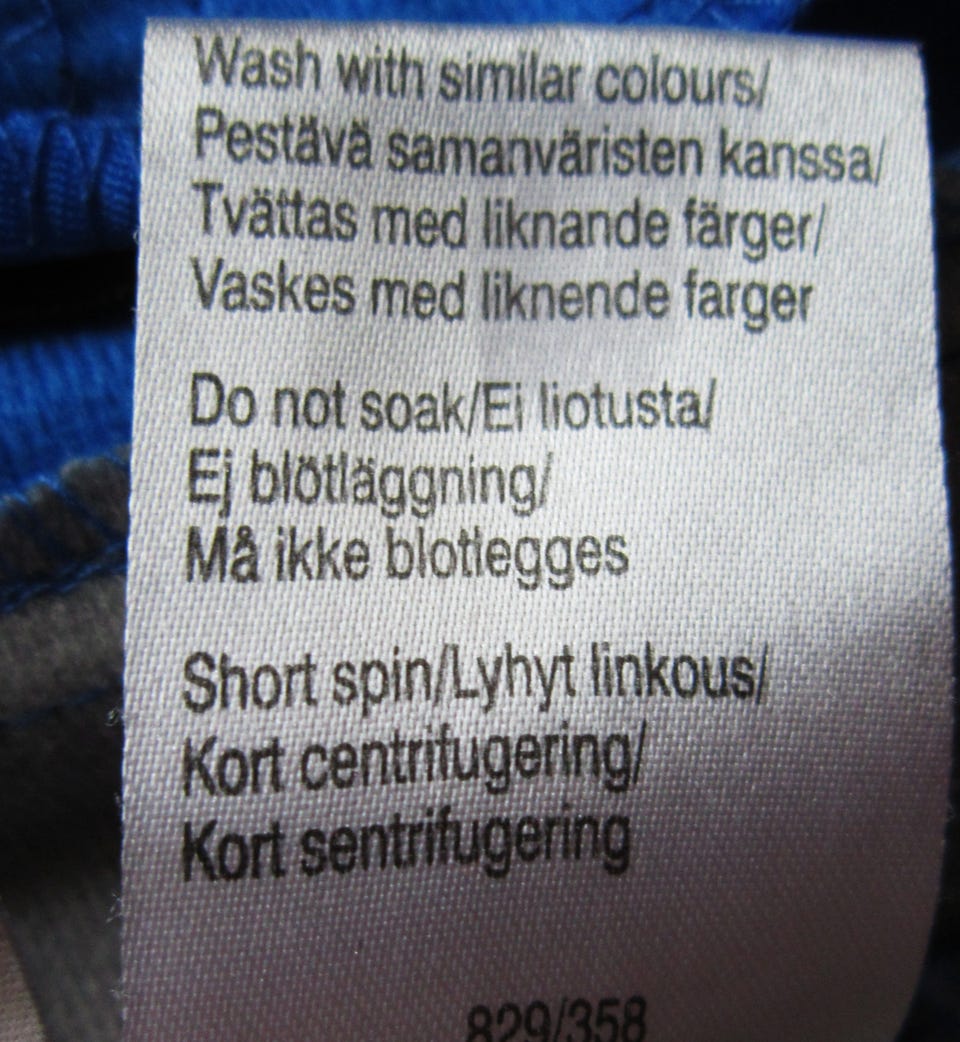 Wash with similar colours/
Pestävä samanväristen kanssa/
Tvättas med liknande färger/
Vaskes med liknende farger
Do not soak/Ei liotusta/
Ej blötläggning/
Må ikke blotlegges
Short spin/Lyhyt linkous/
Kort centrifugering/
Kort sentrifugering
829/358